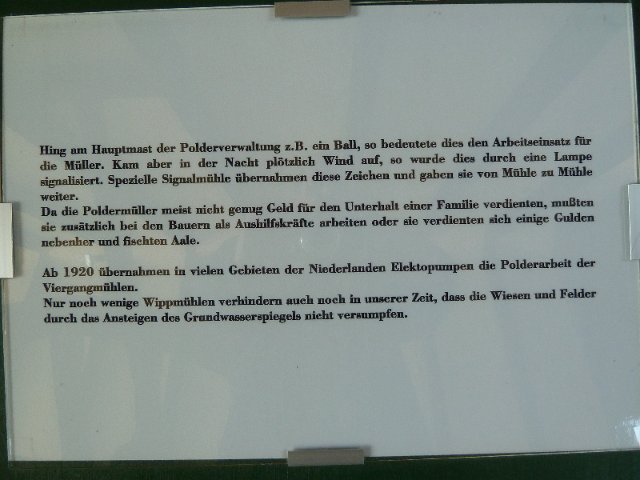 Hing am Hauptmast der Polderverwaltung z.B. ein Ball, so bedeutete dies den Arbeitseinsatz für
die Müller. Kam aber in der Nacht plötzlich Wind auf, so wurde dies durch eine Lampe
signalisiert. Spezielle Signalmühle übernahmen diese Zeichen und gaben sie von Mühle zu Mühle
weiter.
Da die Poldermüller meist nicht genug Geld für den Unterhalt einer Familie verdienten, mußten
sie zusätzlich bei den Bauern als Aushilfskräfte arbeiten oder sie verdienten sich einige Gulden
nebenher und fischten Aale.
Ab 1920 übernahmen in vielen Gebieten der Niederlanden Elektopumpen die Polderarbeit der
Viergangmühlen.
Nur noch wenige Wippmühlen verhindern auch noch in unserer Zeit, dass die Wiesen und Felder
durch das Ansteigen des Grundwasserspiegels nicht versumpfen.